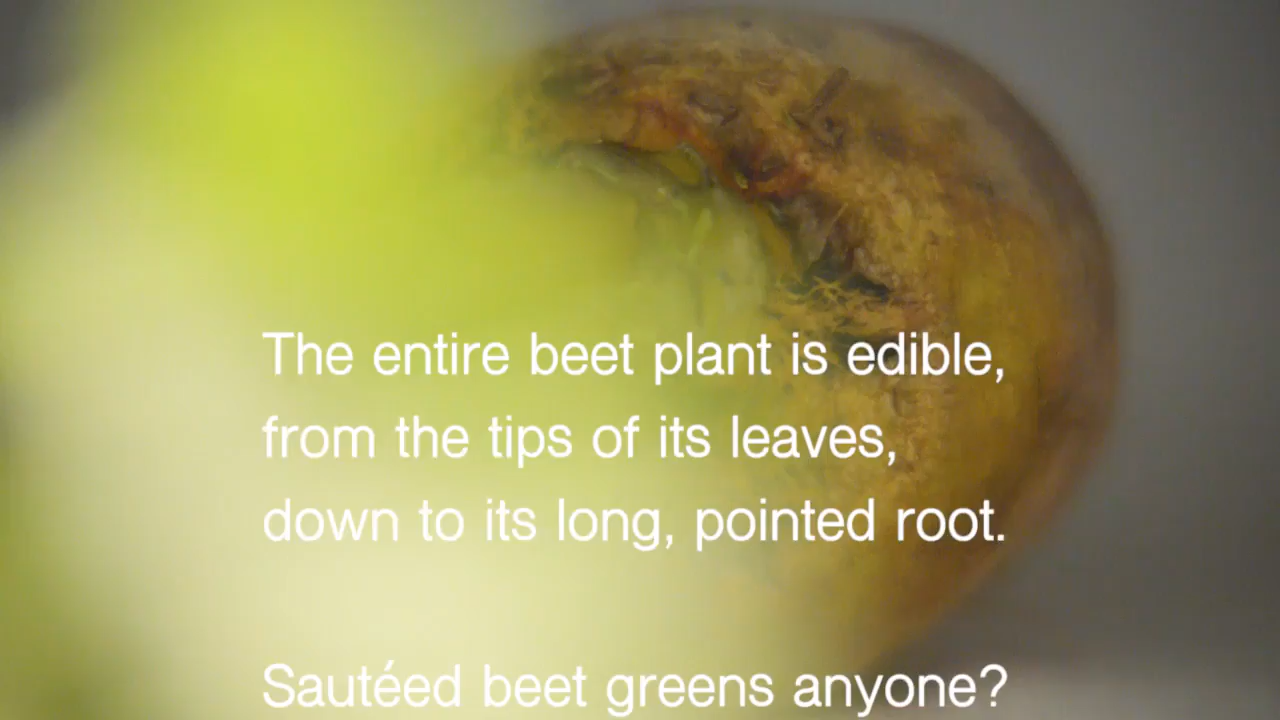 The entire beet plant is edible,
from the tips of its leaves,
down to its long, pointed root.
Sautéed beet greens anyone?